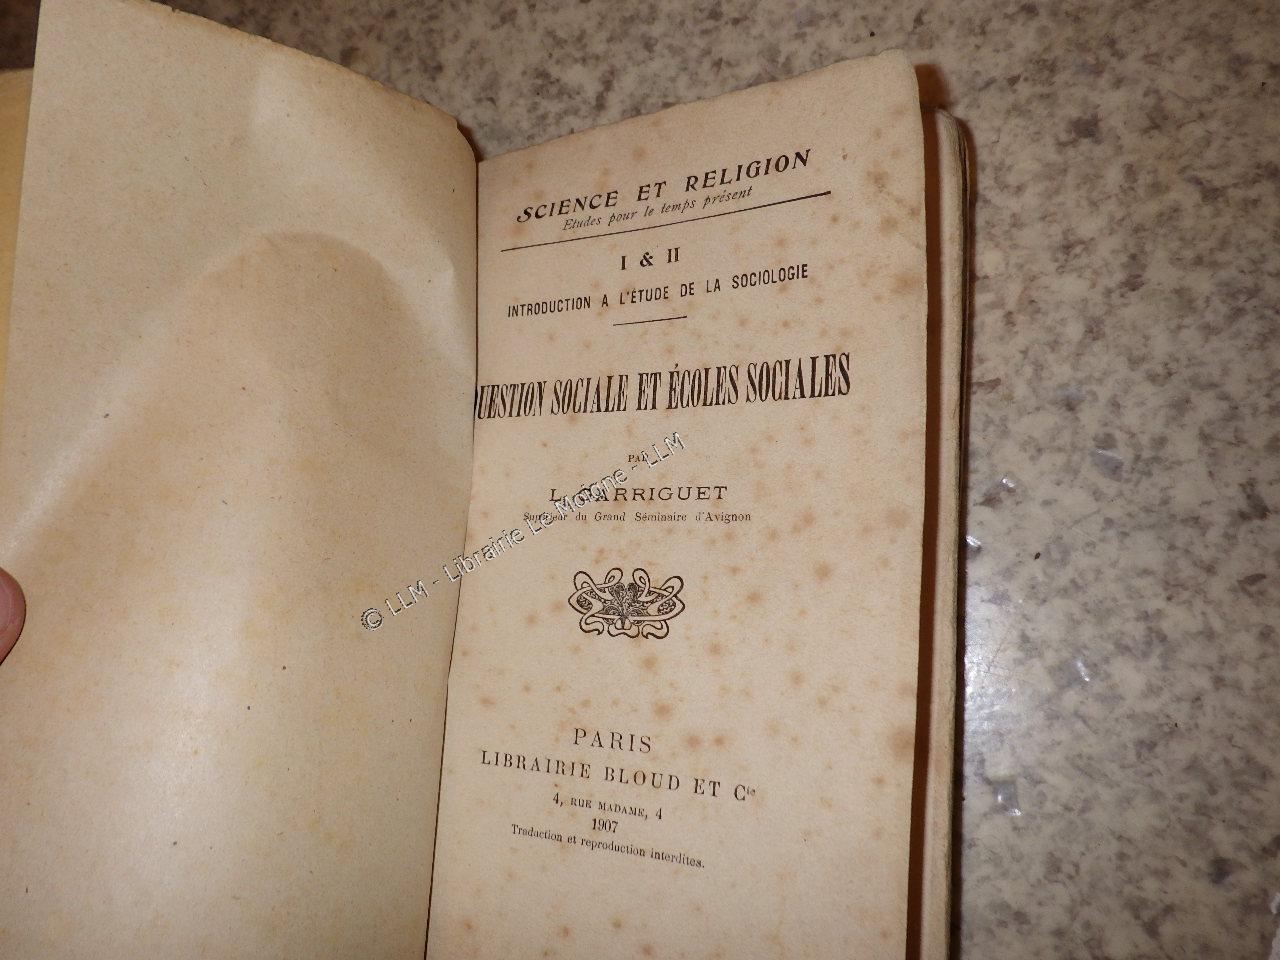 SCIENCE ET RELIGION
Etudes pour le temps présent
I & II
INTRODUCTION A L'ÉTUDE DE LA SOCIOLOGIE
QUESTION SOCIALE ET ÉCOLES SOCIALES
PAR
L. GARRIGUET
Supérieur du Grand Séminaire d'Avignon
© LLM - Librairie Le Moigne - LLM
PARIS
LIBRAIRIE BLOUD ET Cie
4, RUE MADAME, 4
1907
Traduction et reproduction interdites.